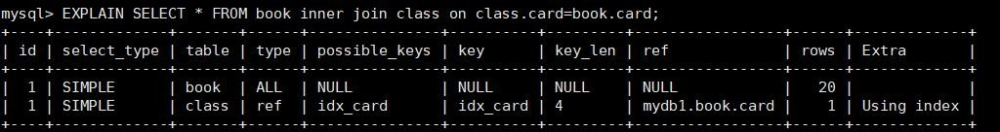 mysql> EXPLAIN SELECT * FROM book inner join class on class.card=book.card;
+----+-------------+-------+------+---------------+----------+---------+-----------------+------+-------------+
| id | select_type | table | type | possible_keys | key      | key_len | ref             | rows | Extra       |
+----+-------------+-------+------+---------------+----------+---------+-----------------+------+-------------+
|  1 | SIMPLE      | book  | ALL  | NULL          | NULL     | NULL    | NULL            |   20 |             |
|  1 | SIMPLE      | class | ref  | idx_card      | idx_card | 4       | mydb1.book.card |    1 | Using index |
+----+-------------+-------+------+---------------+----------+---------+-----------------+------+-------------+